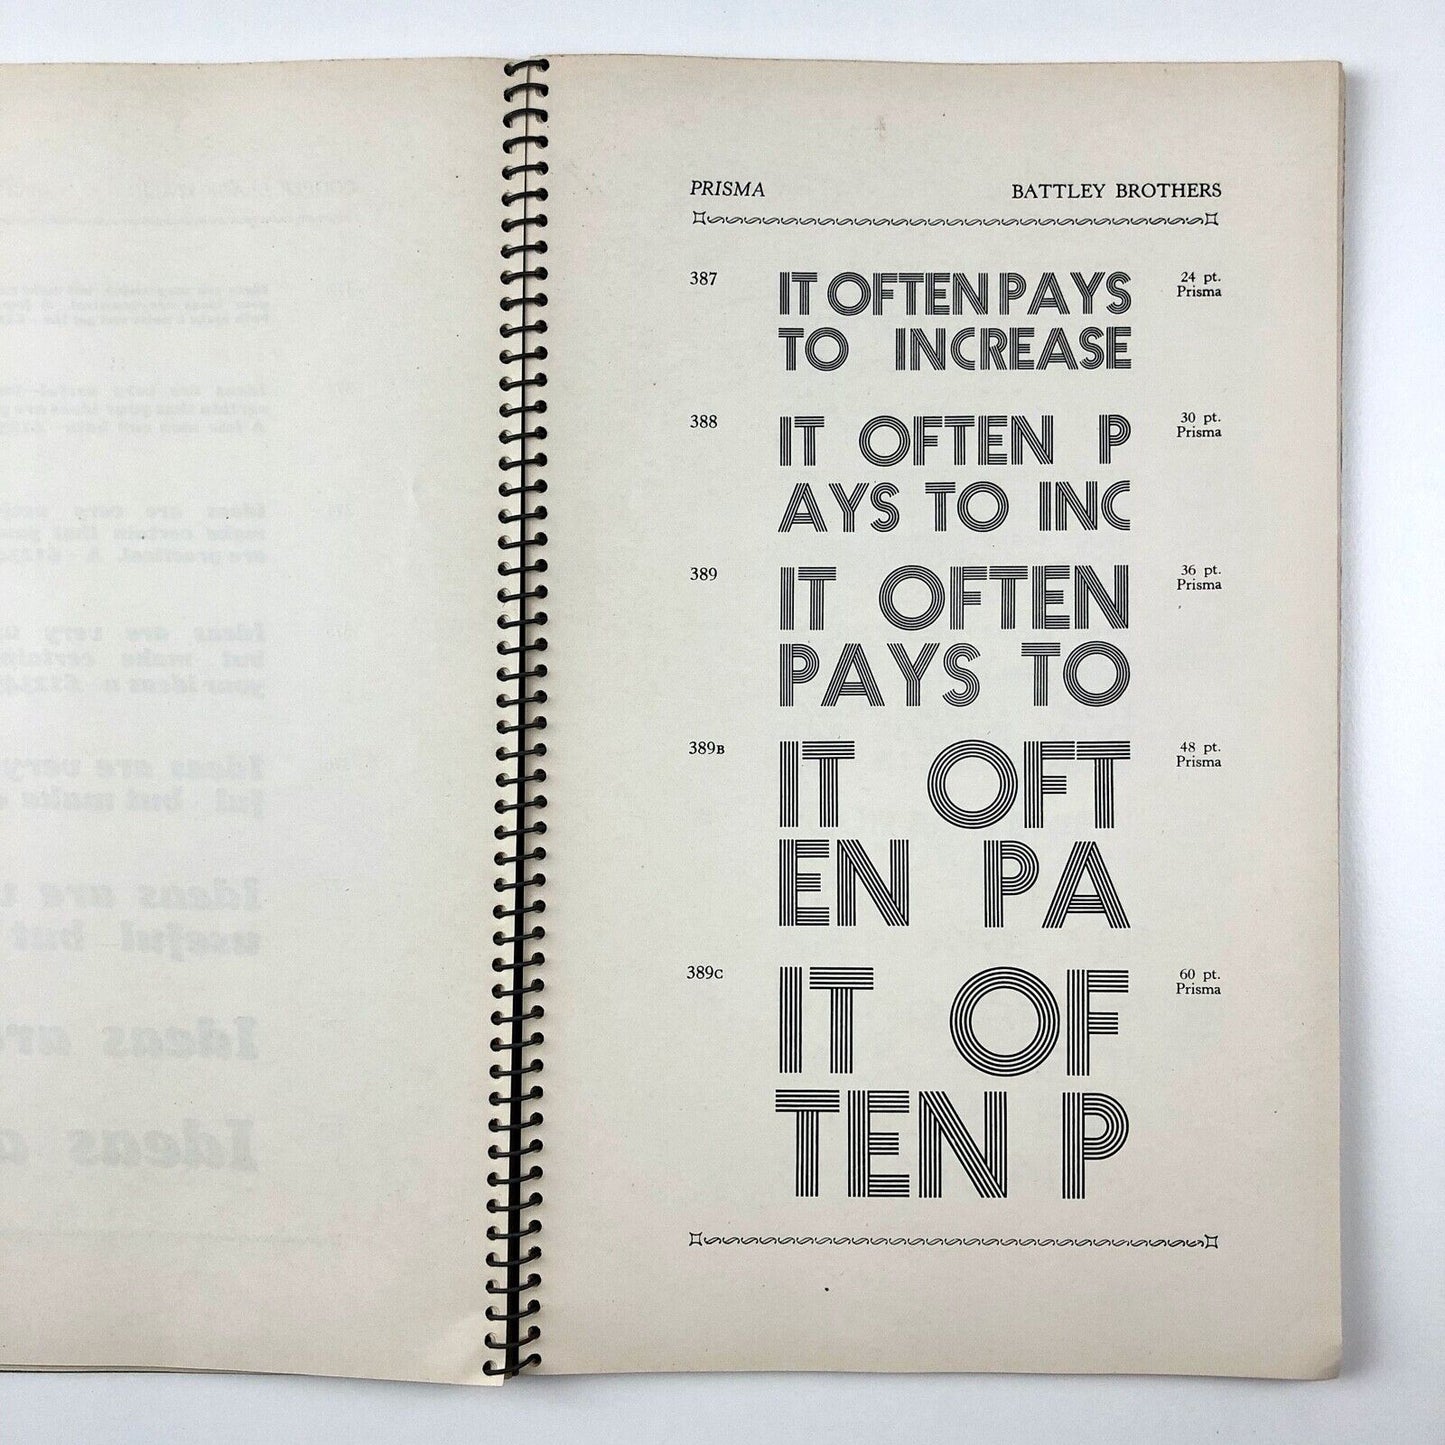 PRISMA BATTLEY BROTHERS
387 IT OFTEN PAYS 24 pt.
Prisma
TO INCREASE
388 IT OFTEN P 30 pt.
Prisma
AYS TO INC
389 IT OFTEN 36 pt.
Prisma
PAYS TO
389B IT OFT 48 pt.
Prisma
EN PA
389C IT OF 60 pt.
Prisma
TEN P